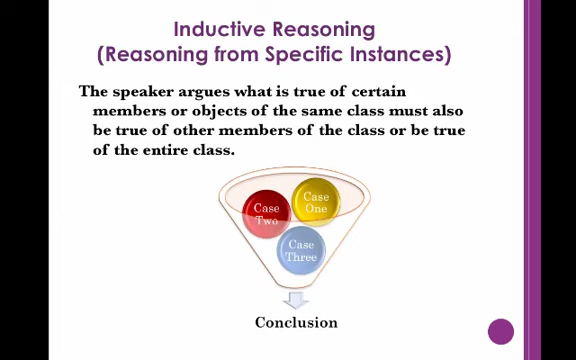 Inductive Reasoning
(Reasoning from Specific Instances)
The speaker argues what is true of certain
members or objects of the same class must also
be true of other members of the class or be true
of the entire class.
Case
One
Case
Two
Case
Three
Conclusion